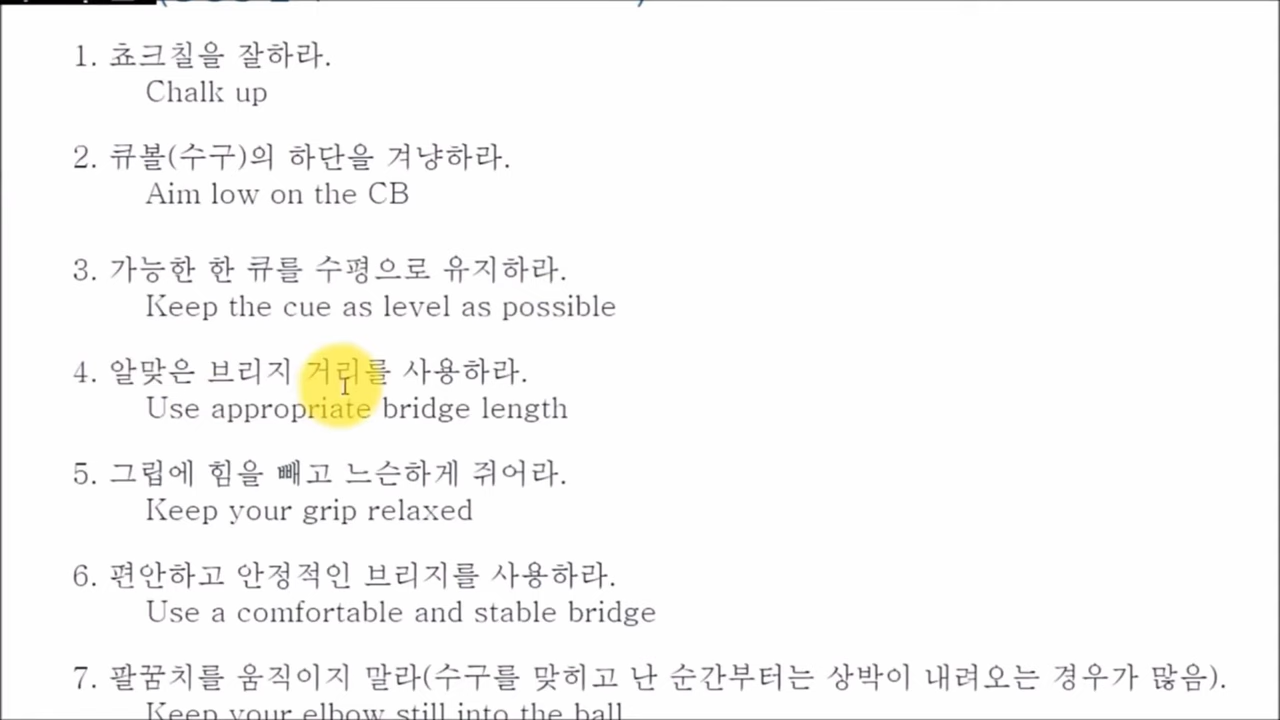 1. 쵸크칠을 잘하라.
Chalk up
2. 큐볼(수구)의 하단을 겨냥하라.
Aim low on the CB
3. 가능한 한 큐를 수평으로 유지하라.
Keep the cue as level as possible
4. 알맞은 브리지 거리를 사용하라.
Use appropriate bridge length
5. 그립에 힘을 빼고 느슨하게 쥐어라.
Keep your grip relaxed
6. 편안하고 안정적인 브리지를 사용하라.
Use a comfortable and stable bridge
7. 팔꿈치를 움직이지 말라(수구를 맞히고 난 순간부터는 상박이 내려오는 경우가 많음).
Keep your elbow still into the ball